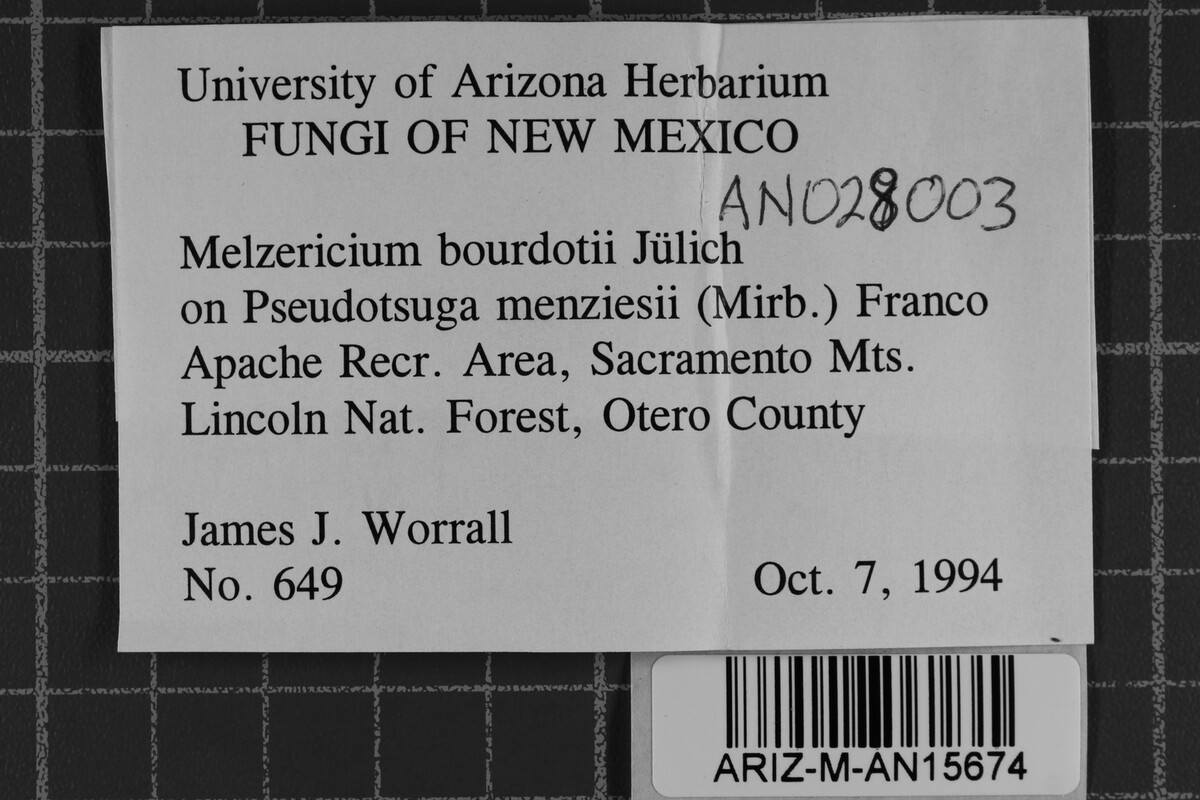 University of Arizona Herbarium
FUNGI OF NEW MEXICO
AN028003
Melzericium bourdotii Jülich
on Pseudotsuga menziesii (Mirb.) Franco
Apache Recr. Area, Sacramento Mts.
Lincoln Nat. Forest, Otero County
James J. Worrall
No. 649
Oct. 7, 1994
ARIZ-M-AN15674